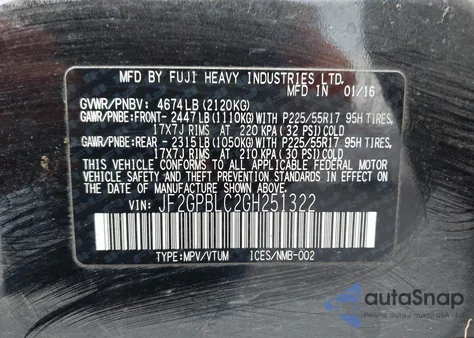 MFD BY FUJI HEAVY INDUSTRIES LTD.
MFD IN 01/16
GVWR/PNBV: 4674LB(2120KG)
GAWR/PNBE:FRONT-2447LB(1110KG)WITH P225/55R17 95H TIRES,
17X7J RIMS AT 220 KPA(32 PSI)COLD
GAWR/PNBE:REAR-2315LB(1050KG)WITH P225/55R17 95H TIRES,
17X7J RIMS AT 210 KPA(30 PSI)COLD
THIS VEHICLE CONFORMS TO ALL APPLICABLE FEDERAL MOTOR
VEHICLE SAFETY AND THEFT PREVENTION STANDARDS IN EFFECT
ON THE DATE OF MANUFACTURE SHOWN ABOVE.
VIN: JF2GPBLC2GH251322
TYPE:MPV/VTUM ICES/NMB-002
autoSnap